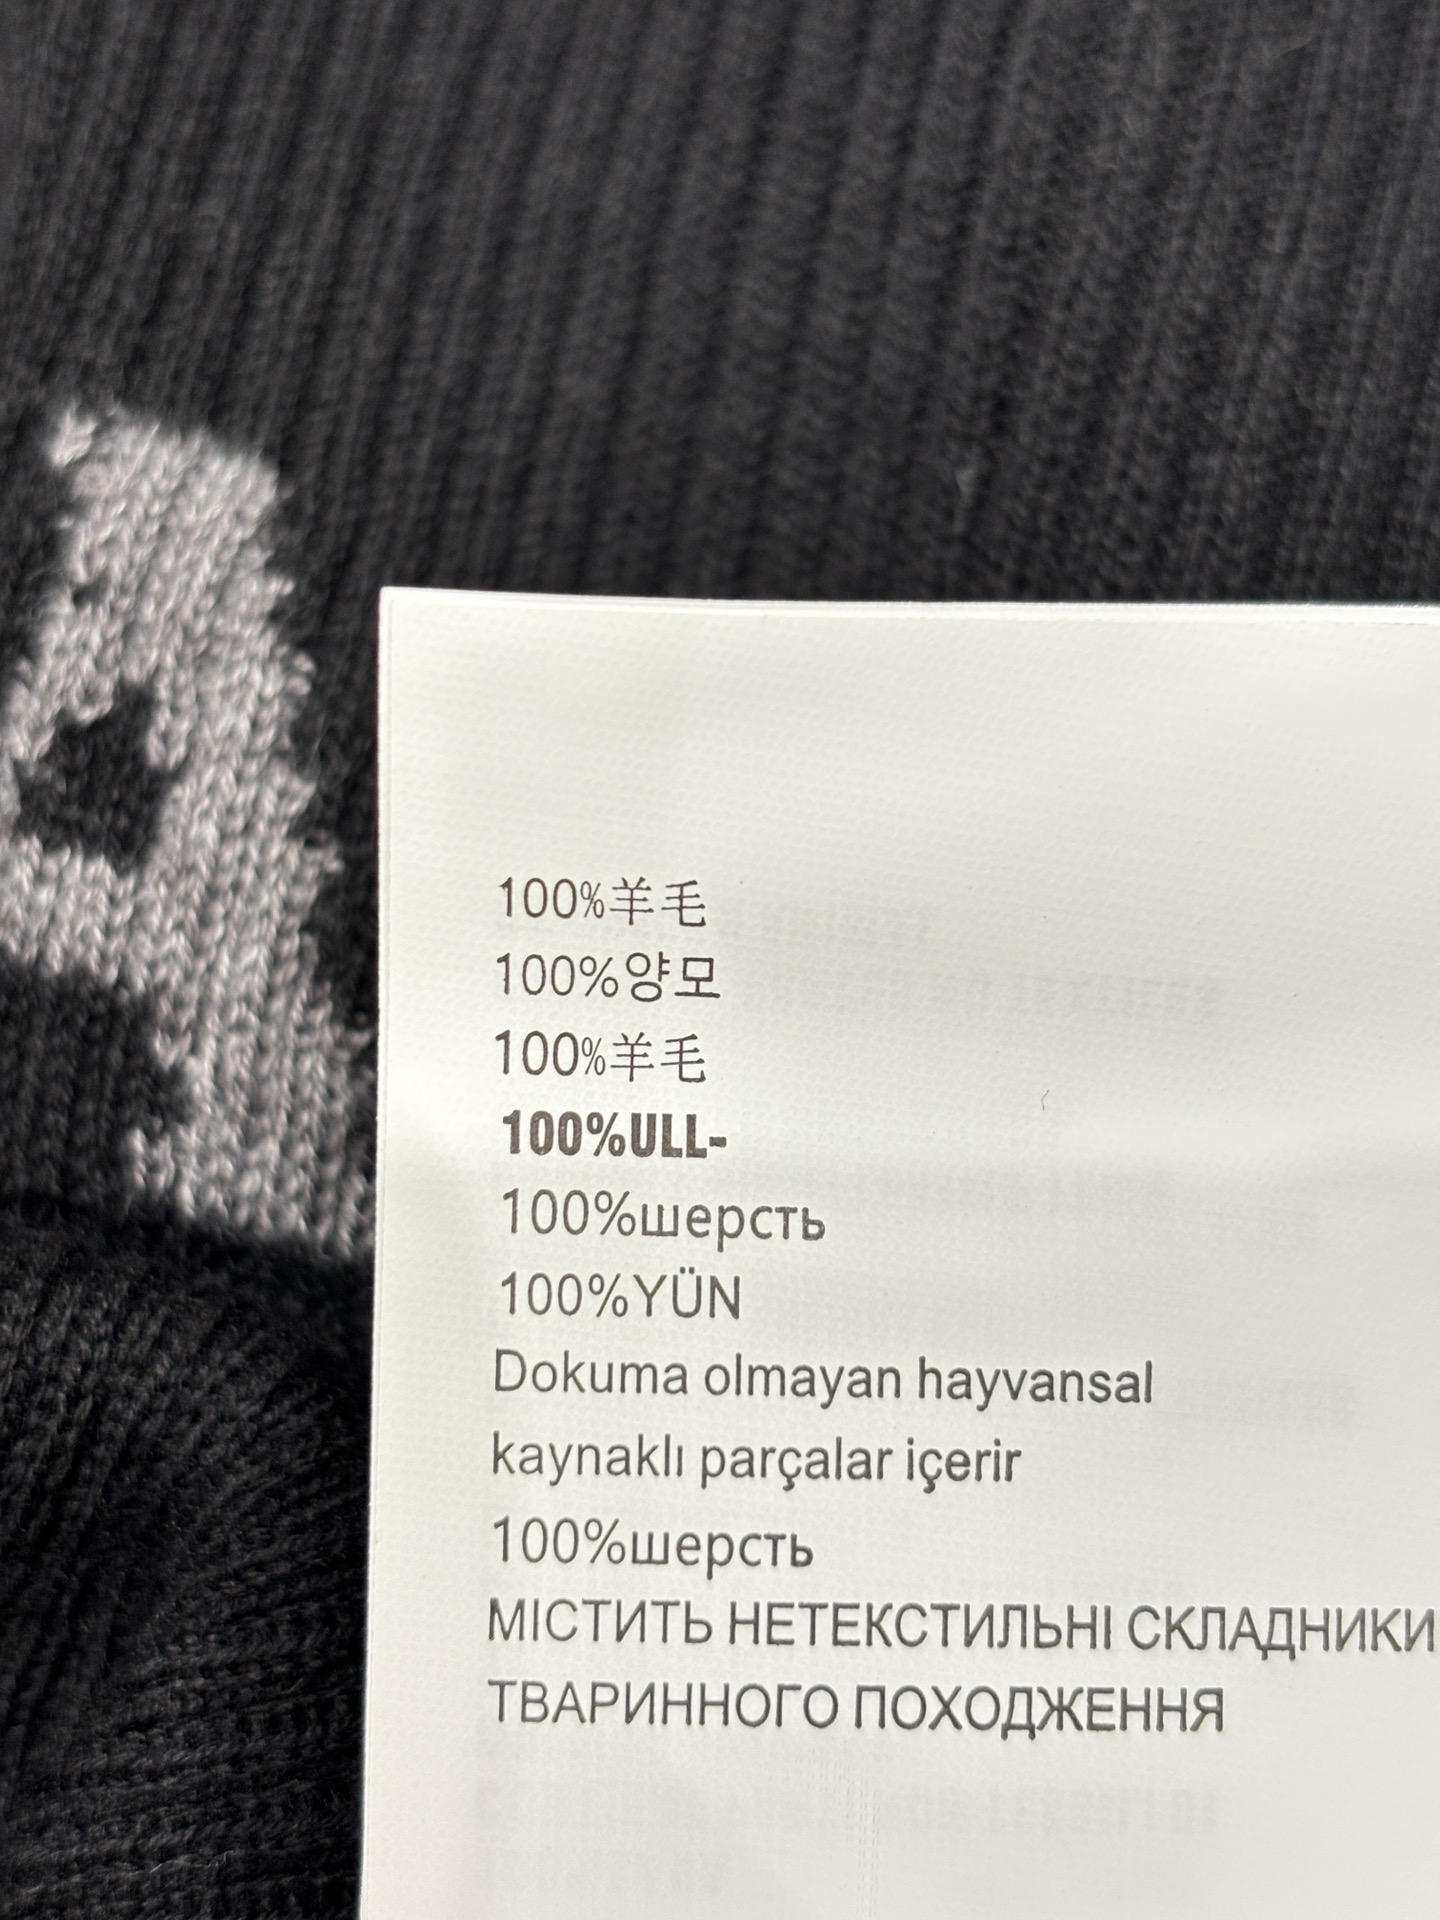 100%羊毛
100%양모
100%羊毛
100%ULL-
100%шерсть
100%YÜN
Dokuma olmayan hayvansal
kaynaklı parçalar içerir
100%шерсть
МІСТИТЬ НЕТЕКСТИЛЬНІ СКЛАДНИКИ
ТВАРИННОГО ПОХОДЖЕННЯ